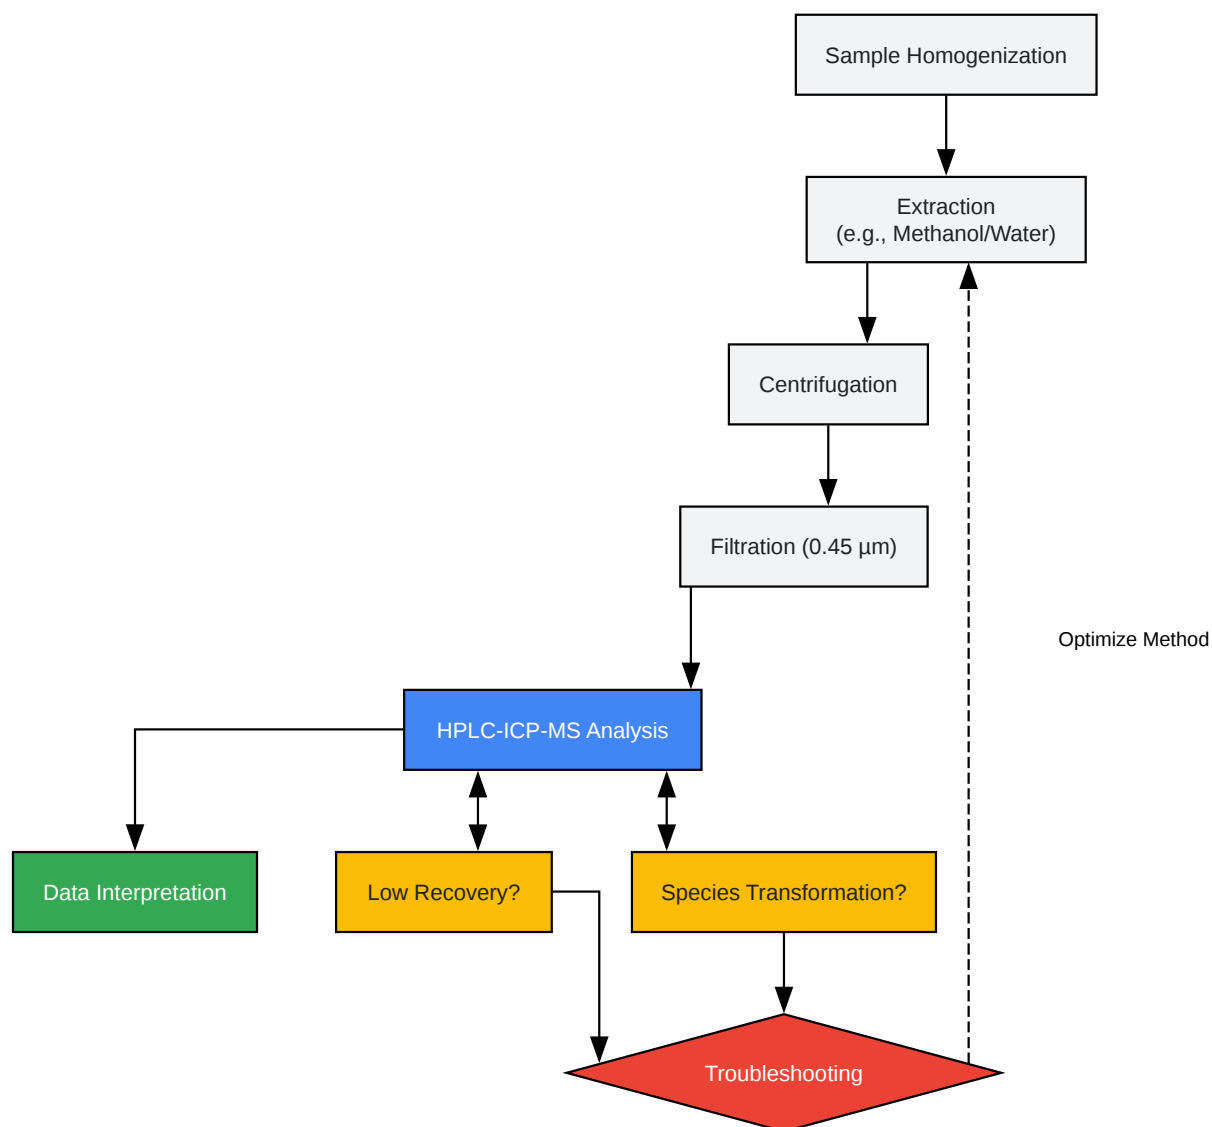 Sample Homogenization
Extraction
(e.g., Methanol/Water)
Centrifugation
Filtration (0.45 µm)
Optimize Method
HPLC-ICP-MS Analysis
Data Interpretation
Low Recovery?
Species Transformation?
Troubleshooting